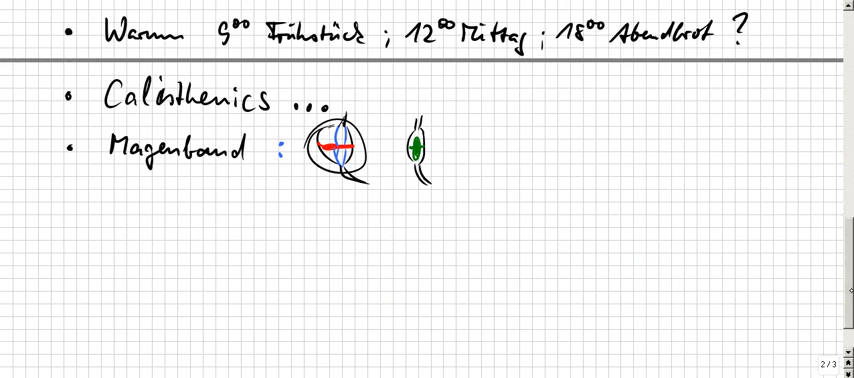 • Warum 9⁰⁰ Frühstück ; 12⁰⁰ Mittag ; 18⁰⁰ Abendbrot ?
• Calisthenics ...
• Magenband :
2 / 3